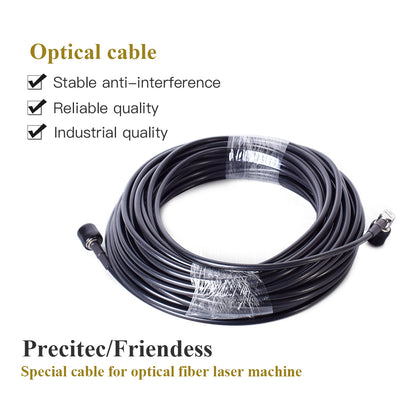 Optical cable
Stable anti-interference
Reliable quality
Industrial quality
Precitec/Friendess
Special cable for optical fiber laser machine